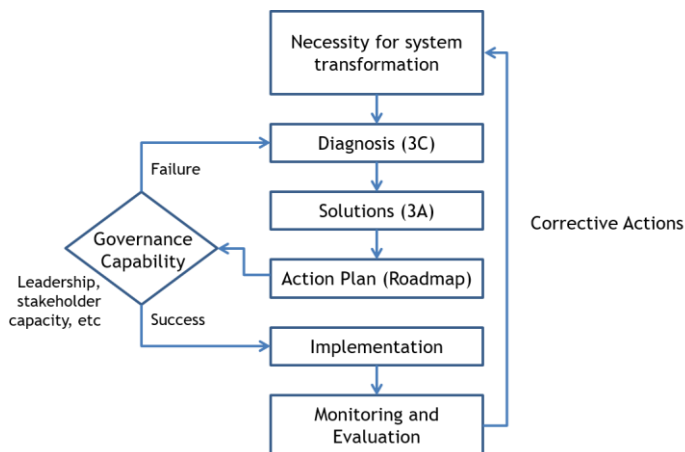 Necessity for system
transformation
Diagnosis (3C)
Failure
Solutions (3A)
Corrective Actions
Governance
Capability
Action Plan (Roadmap)
Leadership,
stakeholder
capacity, etc
Success
Implementation
Monitoring and
Evaluation